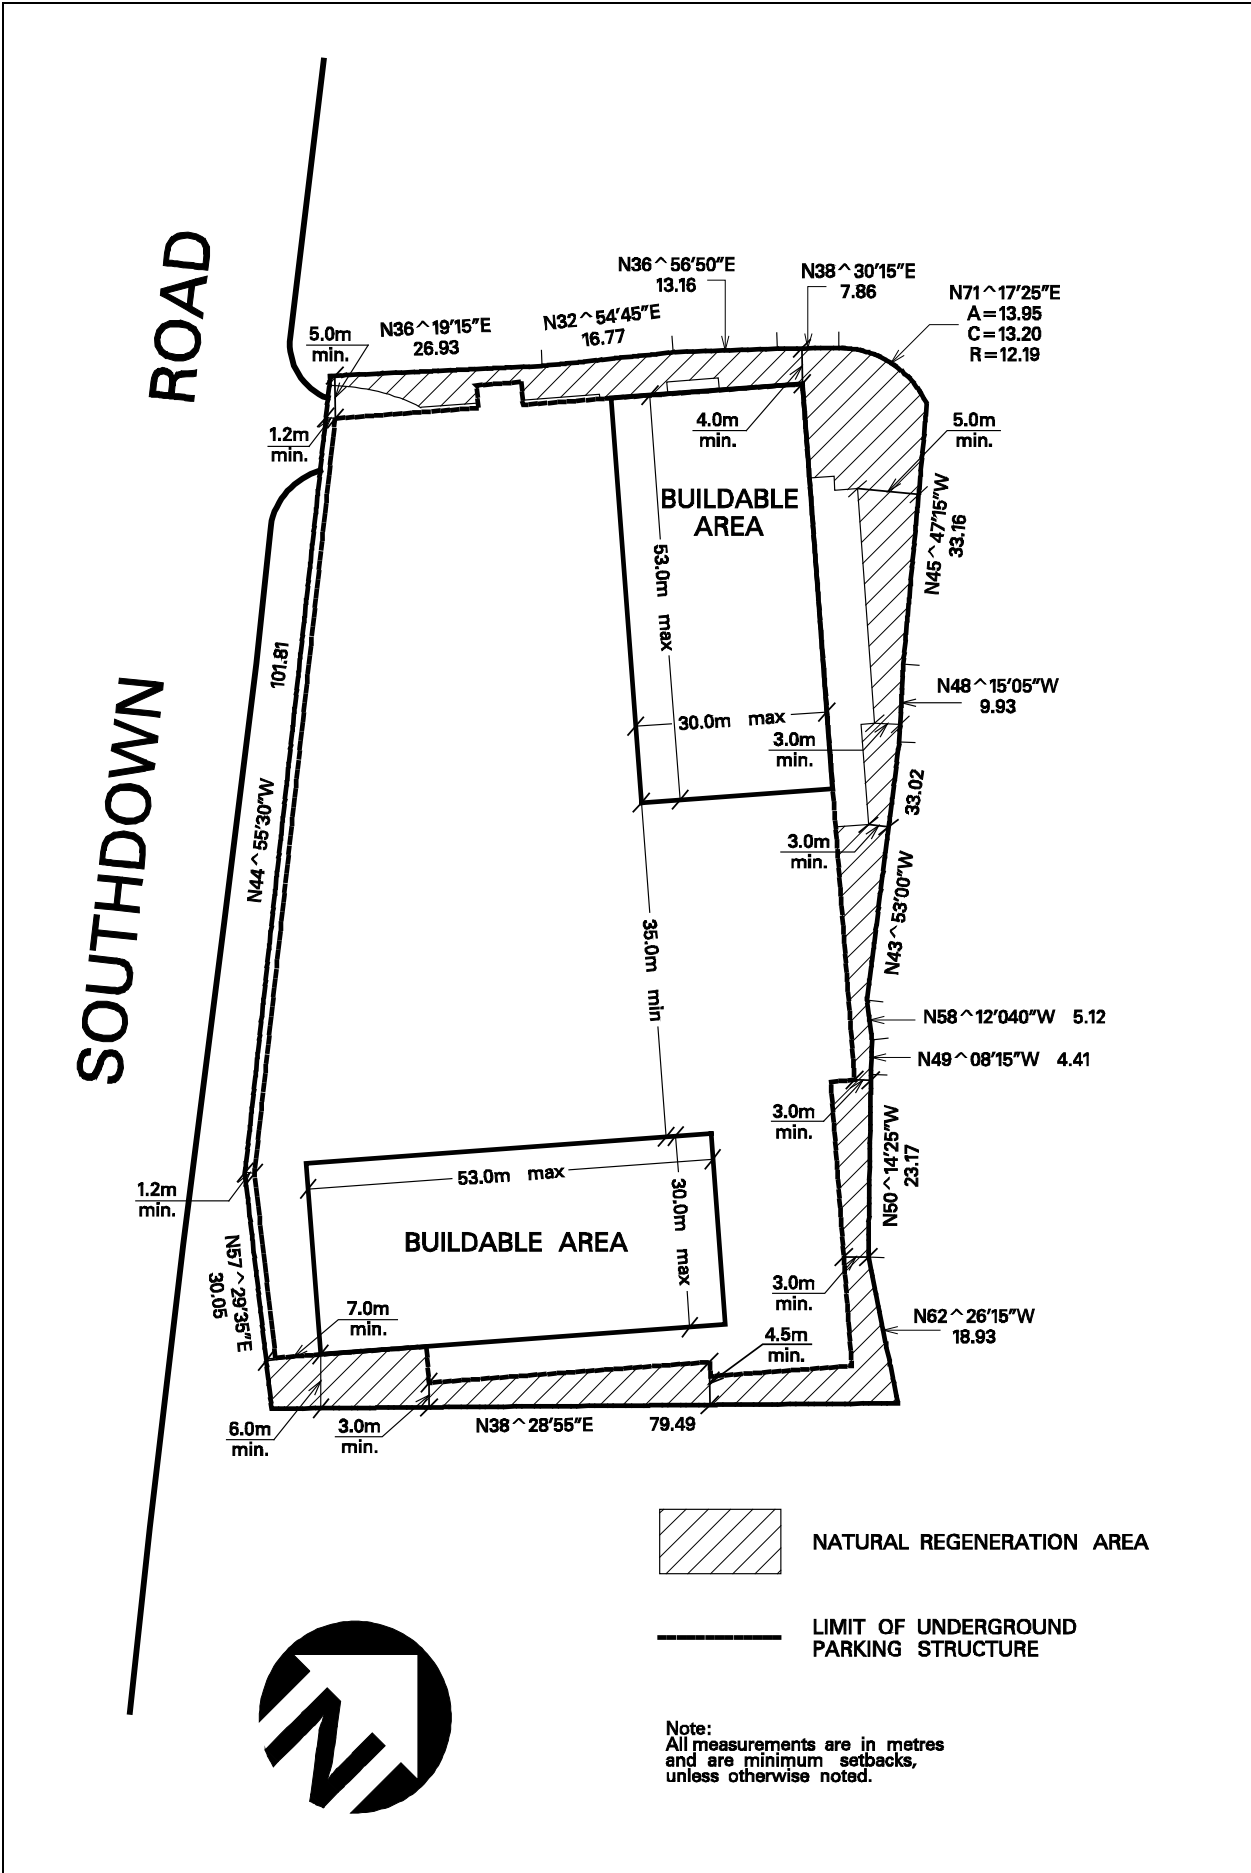 N36^56'50"E
13.16
N38^30'15"E
7.86
N71^17'25"E
A=13.95
C=13.20
R=12.19
N36^19'15"E
26.93
N32^54'45"E
16.77
5.0m
min.
ROAD
1.2m
min.
4.0m
min.
5.0m
min.
BUILDABLE
AREA
N45^47'15"W
33.16
53.0m max
101.81
N48^15'05"W
9.93
30.0m max
3.0m
min.
33.02
3.0m
min.
N44^55'30"W
SOUTHDOWN
N43^53'00"W
35.0m min
N58^12'040"W 5.12
N49^08'15"W 4.41
3.0m
min.
N50^14'25"W
23.17
53.0m max
1.2m
min.
30.0m max
BUILDABLE AREA
N57^29'35"E
30.05
3.0m
min.
7.0m
min.
N62^26'15"W
18.93
4.5m
min.
6.0m
min.
3.0m
min.
N38^28'55"E 79.49
NATURAL REGENERATION AREA
LIMIT OF UNDERGROUND
PARKING STRUCTURE
N
Note:
All measurements are in metres
and are minimum setbacks,
unless otherwise noted.